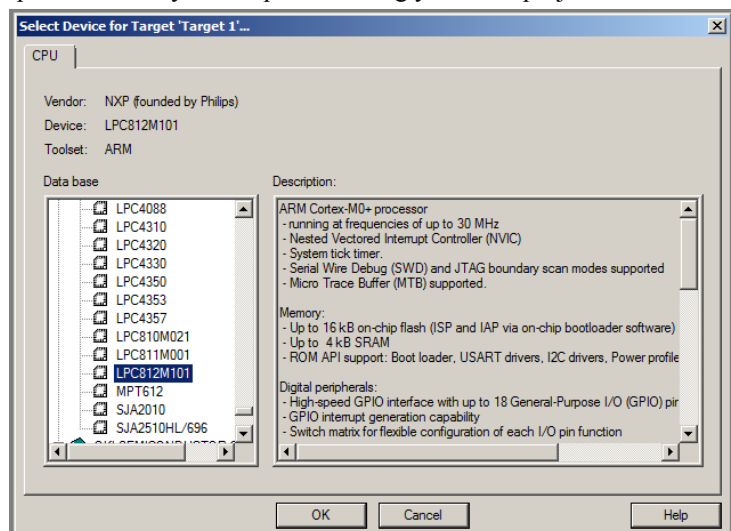 Select Device for Target 'Target 1'...
CPU
Vendor: NXP (founded by Philips)
Device: LPC812M101
Toolset: ARM
Data base
LPC4088
LPC4310
LPC4320
LPC4330
LPC4350
LPC4353
LPC4357
LPC810M021
LPC811M001
LPC812M101
MPT612
SJA2010
SJA2510HL/696
Description:
ARM Cortex-M0+ processor
- running at frequencies of up to 30 MHz
- Nested Vectored Interrupt Controller (NVIC)
- System tick timer.
- Serial Wire Debug (SWD) and JTAG boundary scan modes supported
- Micro Trace Buffer (MTB) supported.
Memory:
- Up to 16 kB on-chip flash (ISP and IAP via on-chip bootloader software)
- Up to 4 kB SRAM
- ROM API support: Boot loader, USART drivers, I2C drivers, Power profile
Digital peripherals:
- High-speed GPIO interface with up to 18 General-Purpose I/O (GPIO) pir
- GPIO interrupt generation capability
- Switch matrix for flexible configuration of each I/O pin function
OK Cancel Help